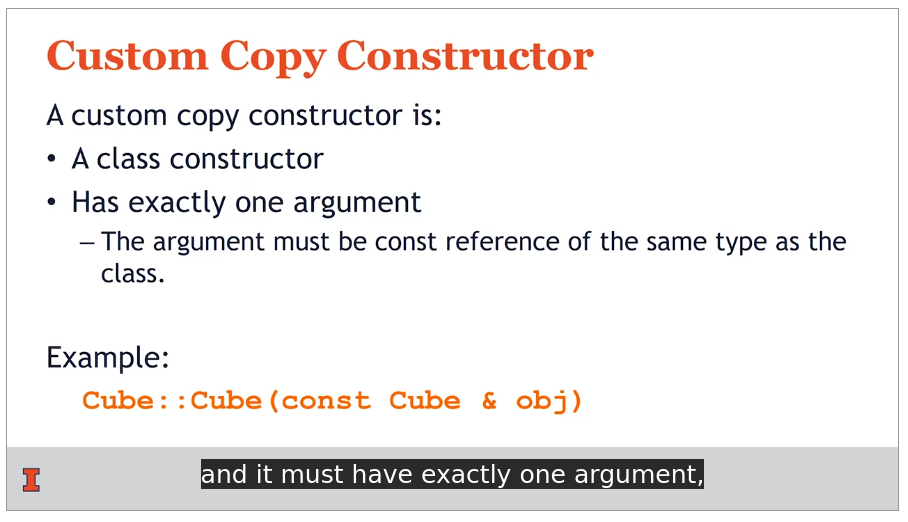 Custom Copy Constructor
A custom copy constructor is:
• A class constructor
• Has exactly one argument
– The argument must be const reference of the same type as the
class.
Example:
Cube::Cube(const Cube & obj)
and it must have exactly one argument,